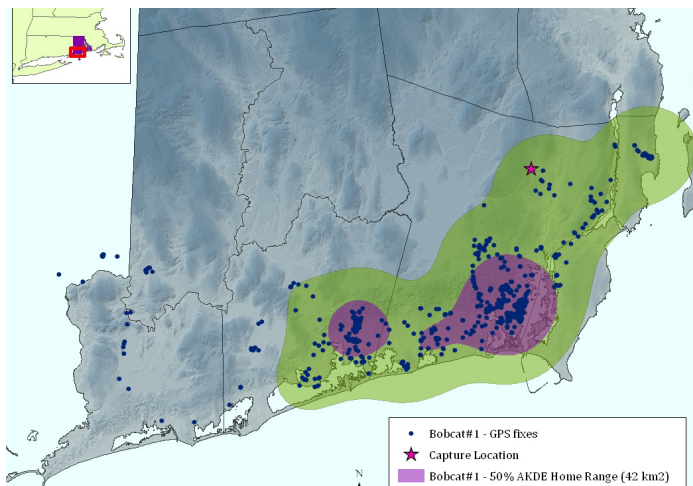 Bobcat#1 - GPS fixes
Capture Location
Bobcat#1 - 50% AKDE Home Range (42 km2)
N